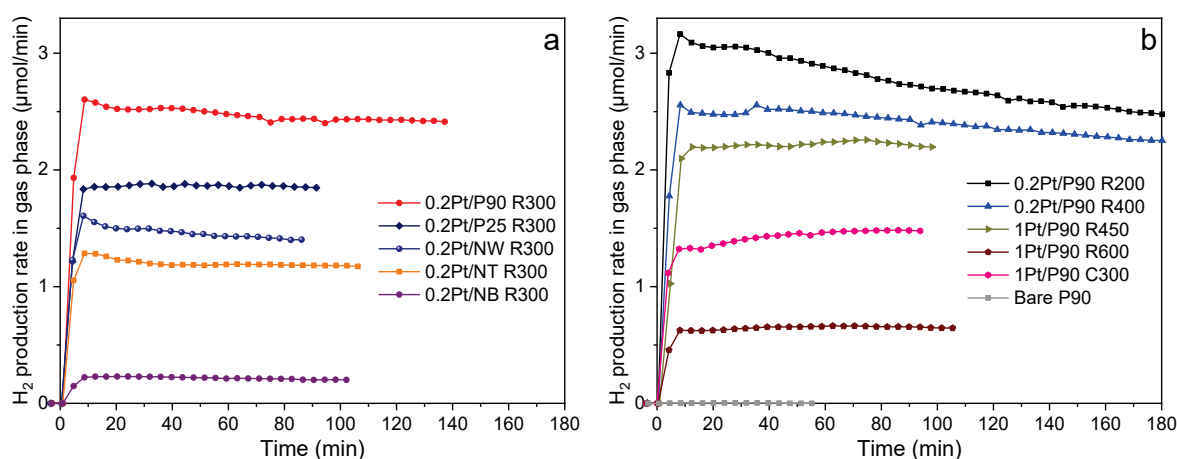 a
H₂ production rate in gas phase (µmol/min)
3
2
1
0
0.2Pt/P90 R300
0.2Pt/P25 R300
0.2Pt/NW R300
0.2Pt/NT R300
0.2Pt/NB R300
0 20 40 60 80 100 120 140 160 180
Time (min)
b
H₂ production rate in gas phase (µmol/min)
3
2
1
0
0.2Pt/P90 R200
0.2Pt/P90 R400
1Pt/P90 R450
1Pt/P90 R600
1Pt/P90 C300
Bare P90
0 20 40 60 80 100 120 140 160 180
Time (min)